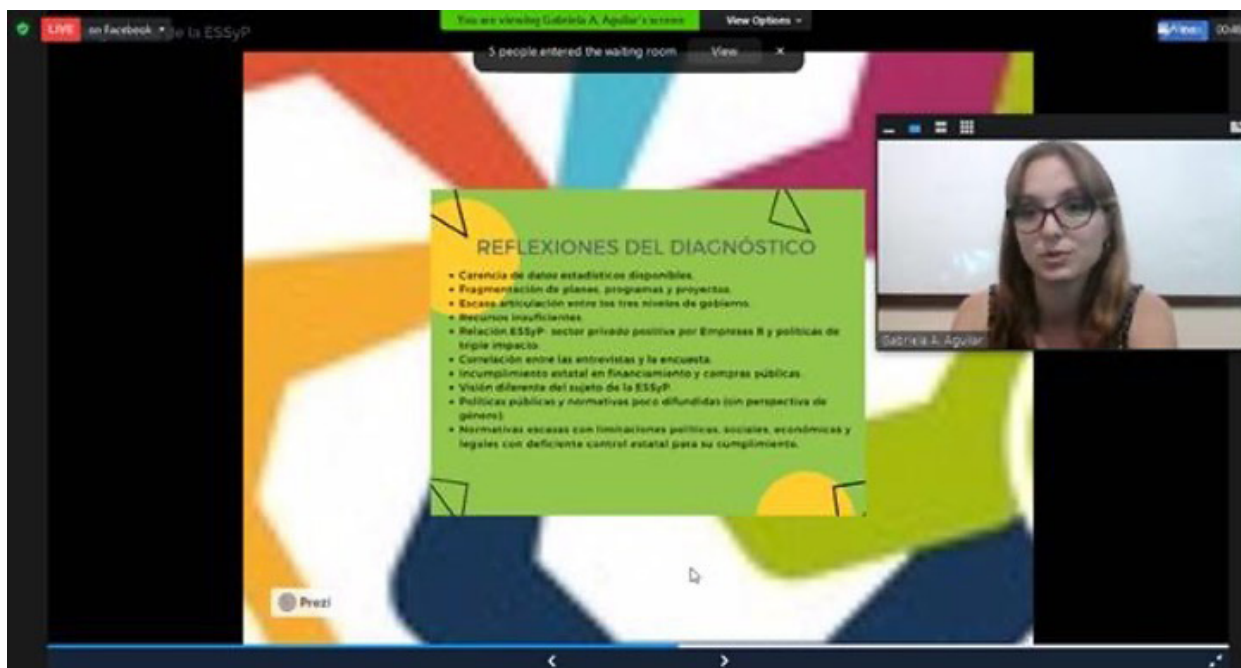 LIVE on Facebook de la ESSyP
You are viewing Gabriela A. Aguilar's screen View Options
5 people entered the waiting room View
View
REFLEXIONES DEL DIAGNÓSTICO
• Carencia de datos estadísticos disponibles.
• Fragmentación de planes, programas y proyectos.
• Escasa articulación entre los tres niveles de gobierno.
• Recursos insuficientes.
• Relación ESSyP- sector privado positiva por Empresas B y políticas de
triple impacto.
• Correlación entre las entrevistas y la encuesta.
• Incumplimiento estatal en financiamiento y compras públicas.
• Visión diferente del sujeto de la ESSyP.
• Políticas públicas y normativas poco difundidas (sin perspectiva de
género).
• Normativas escasas con limitaciones políticas, sociales, económicas y
legales con deficiente control estatal para su cumplimiento.
Gabriela A. Aguilar
Prezi